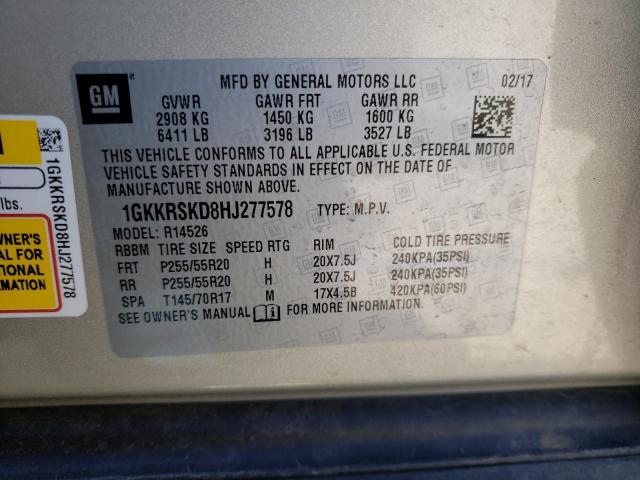 GM
MFD BY GENERAL MOTORS LLC 02/17
GVWR GAWR FRT GAWR RR
2908 KG 1450 KG 1600 KG
6411 LB 3196 LB 3527 LB
THIS VEHICLE CONFORMS TO ALL APPLICABLE U.S. FEDERAL MOTOR
VEHICLE SAFETY STANDARDS IN EFFECT ON THE DATE OF
MANUFACTURE SHOWN ABOVE.
1GKKRSKD8HJ277578 TYPE: M.P.V.
MODEL: R14526
RBBM TIRE SIZE SPEED RTG RIM COLD TIRE PRESSURE
FRT P255/55R20 H 20X7.5J 240KPA(35PSI)
RR P255/55R20 H 20X7.5J 240KPA(35PSI)
SPA T145/70R17 M 17X4.5B 420KPA(60PSI)
SEE OWNER'S MANUAL FOR MORE INFORMATION.
lbs.
WNER'S
AL FOR
TIONAL
MATION
1GKKRSKD8HJ277578